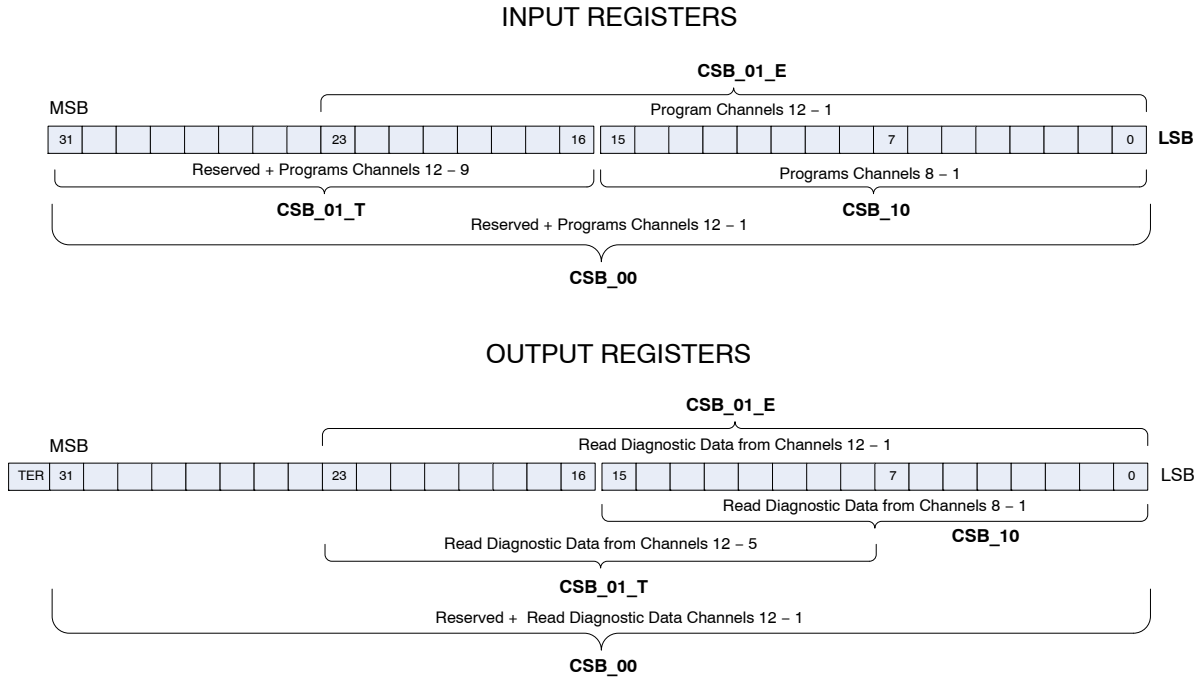 INPUT REGISTERS
CSB_01_E
MSB
Program Channels 12 − 1
31 23 16 15 7 0 LSB
Reserved + Programs Channels 12 − 9
Programs Channels 8 − 1
CSB_01_T
CSB_10
Reserved + Programs Channels 12 − 1
CSB_00
OUTPUT REGISTERS
CSB_01_E
MSB
Read Diagnostic Data from Channels 12 − 1
TER 31 23 16 15 7 0 LSB
Read Diagnostic Data from Channels 8 − 1
CSB_10
Read Diagnostic Data from Channels 12 − 5
CSB_01_T
Reserved + Read Diagnostic Data Channels 12 − 1
CSB_00